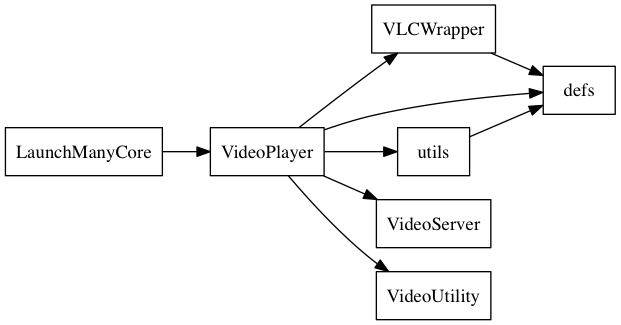 VLCWrapper
defs
LaunchManyCore
VideoPlayer
utils
VideoServer
VideoUtility